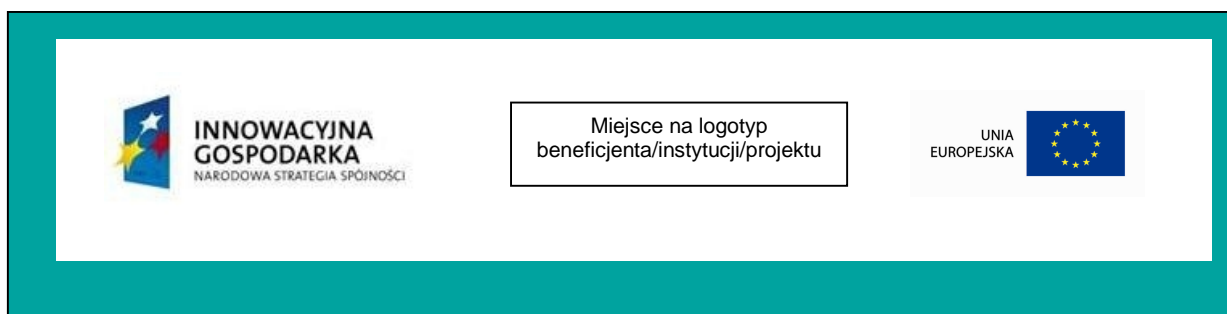 INNOWACYJNA
GOSPODARKA
NARODOWA STRATEGIA SPÓJNOŚCI
Miejsce na logotyp
beneficjenta/instytucji/projektu
UNIA
EUROPEJSKA